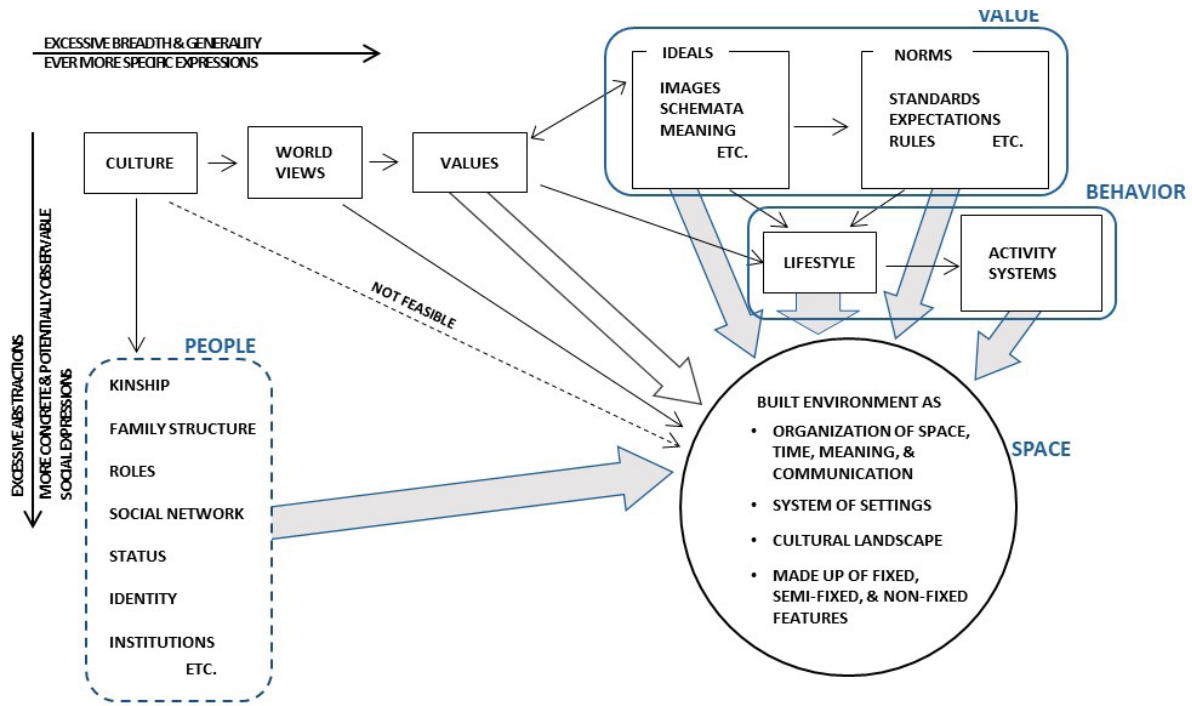 VALUE
EXCESSIVE BREADTH & GENERALITY
EVER MORE SPECIFIC EXPRESSIONS
IDEALS
IMAGES
SCHEMATA
MEANING
ETC.
NORMS
STANDARDS
EXPECTATIONS
RULES ETC.
CULTURE
WORLD
VIEWS
VALUES
BEHAVIOR
LIFESTYLE
ACTIVITY
SYSTEMS
NOT FEASIBLE
EXCESSIVE ABSTRACTIONS
MORE CONCRETE & POTENTIALLY OBSERVABLE
SOCIAL EXPRESSIONS
PEOPLE
KINSHIP
FAMILY STRUCTURE
ROLES
SOCIAL NETWORK
STATUS
IDENTITY
INSTITUTIONS
ETC.
SPACE
BUILT ENVIRONMENT AS
• ORGANIZATION OF SPACE,
TIME, MEANING, &
COMMUNICATION
• SYSTEM OF SETTINGS
• CULTURAL LANDSCAPE
• MADE UP OF FIXED,
SEMI-FIXED, & NON-FIXED
FEATURES